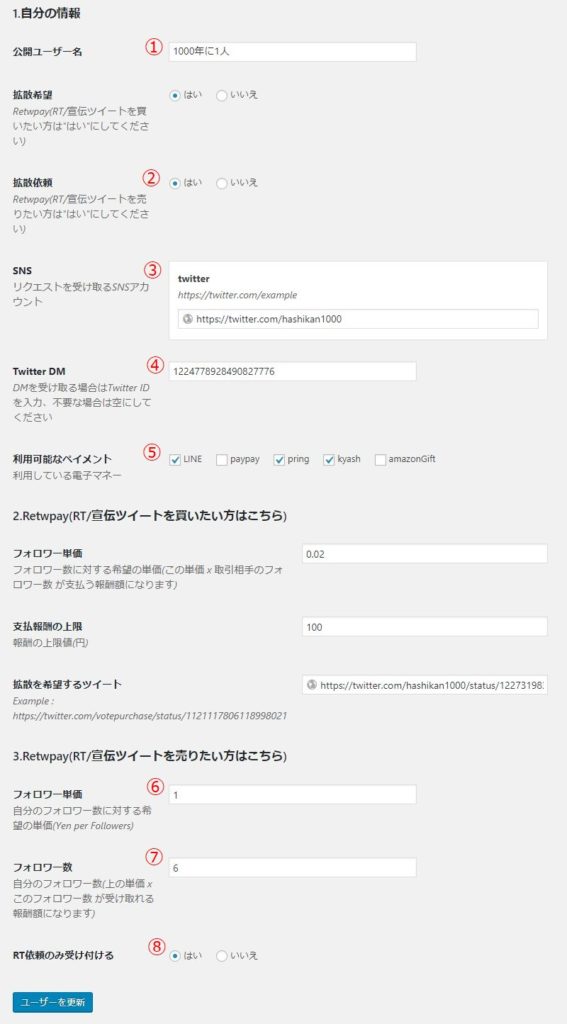 1.自分の情報
公開ユーザー名
① 1000年に1人
拡散希望
Retwpay(RT/宣伝ツイートを買
いたい方は"はい"にしてくださ
い)
はい いいえ
拡散依頼
Retwpay(RT/宣伝ツイートを売
りたい方は"はい"にしてくださ
い)
② はい いいえ
SNS
リクエストを受け取るSNSアカ
ウント
③ twitter
https://twitter.com/example
https://twitter.com/hashikan1000
Twitter DM
DMを受け取る場合はTwitter ID
を入力、不要な場合は空にして
ください
④ 1224778928490827776
利用可能なペイメント
利用している電子マネー
⑤ LINE paypay pring kyash amazonGift
2.Retwpay(RT/宣伝ツイートを買いたい方はこちら)
フォロワー単価
フォロワー数に対する希望の単価(この単価 x 取引相手のフォ
ロワー数 が支払う報酬額になります)
0.02
支払報酬の上限
報酬の上限値(円)
100
拡散を希望するツイート
Example :
https://twitter.com/votepurchase/status/1121117806118998021
https://twitter.com/hashikan1000/status/12273198
3.Retwpay(RT/宣伝ツイートを売りたい方はこちら)
フォロワー単価
自分のフォロワー数に対する希
望の単価(Yen per Followers)
⑥ 1
フォロワー数
自分のフォロワー数(上の単価 x
このフォロワー数 が受け取れる
報酬額になります)
⑦ 6
RT依頼のみ受け付ける
⑧ はい いいえ
ユーザーを更新